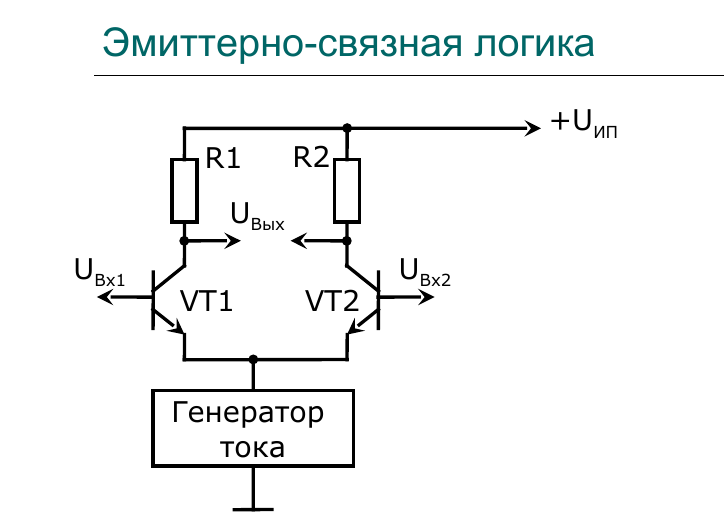 Эмиттерно-связная логика
+UИП
R1
R2
UВых
UВх1
UВх2
VT1
VT2
Генератор
тока